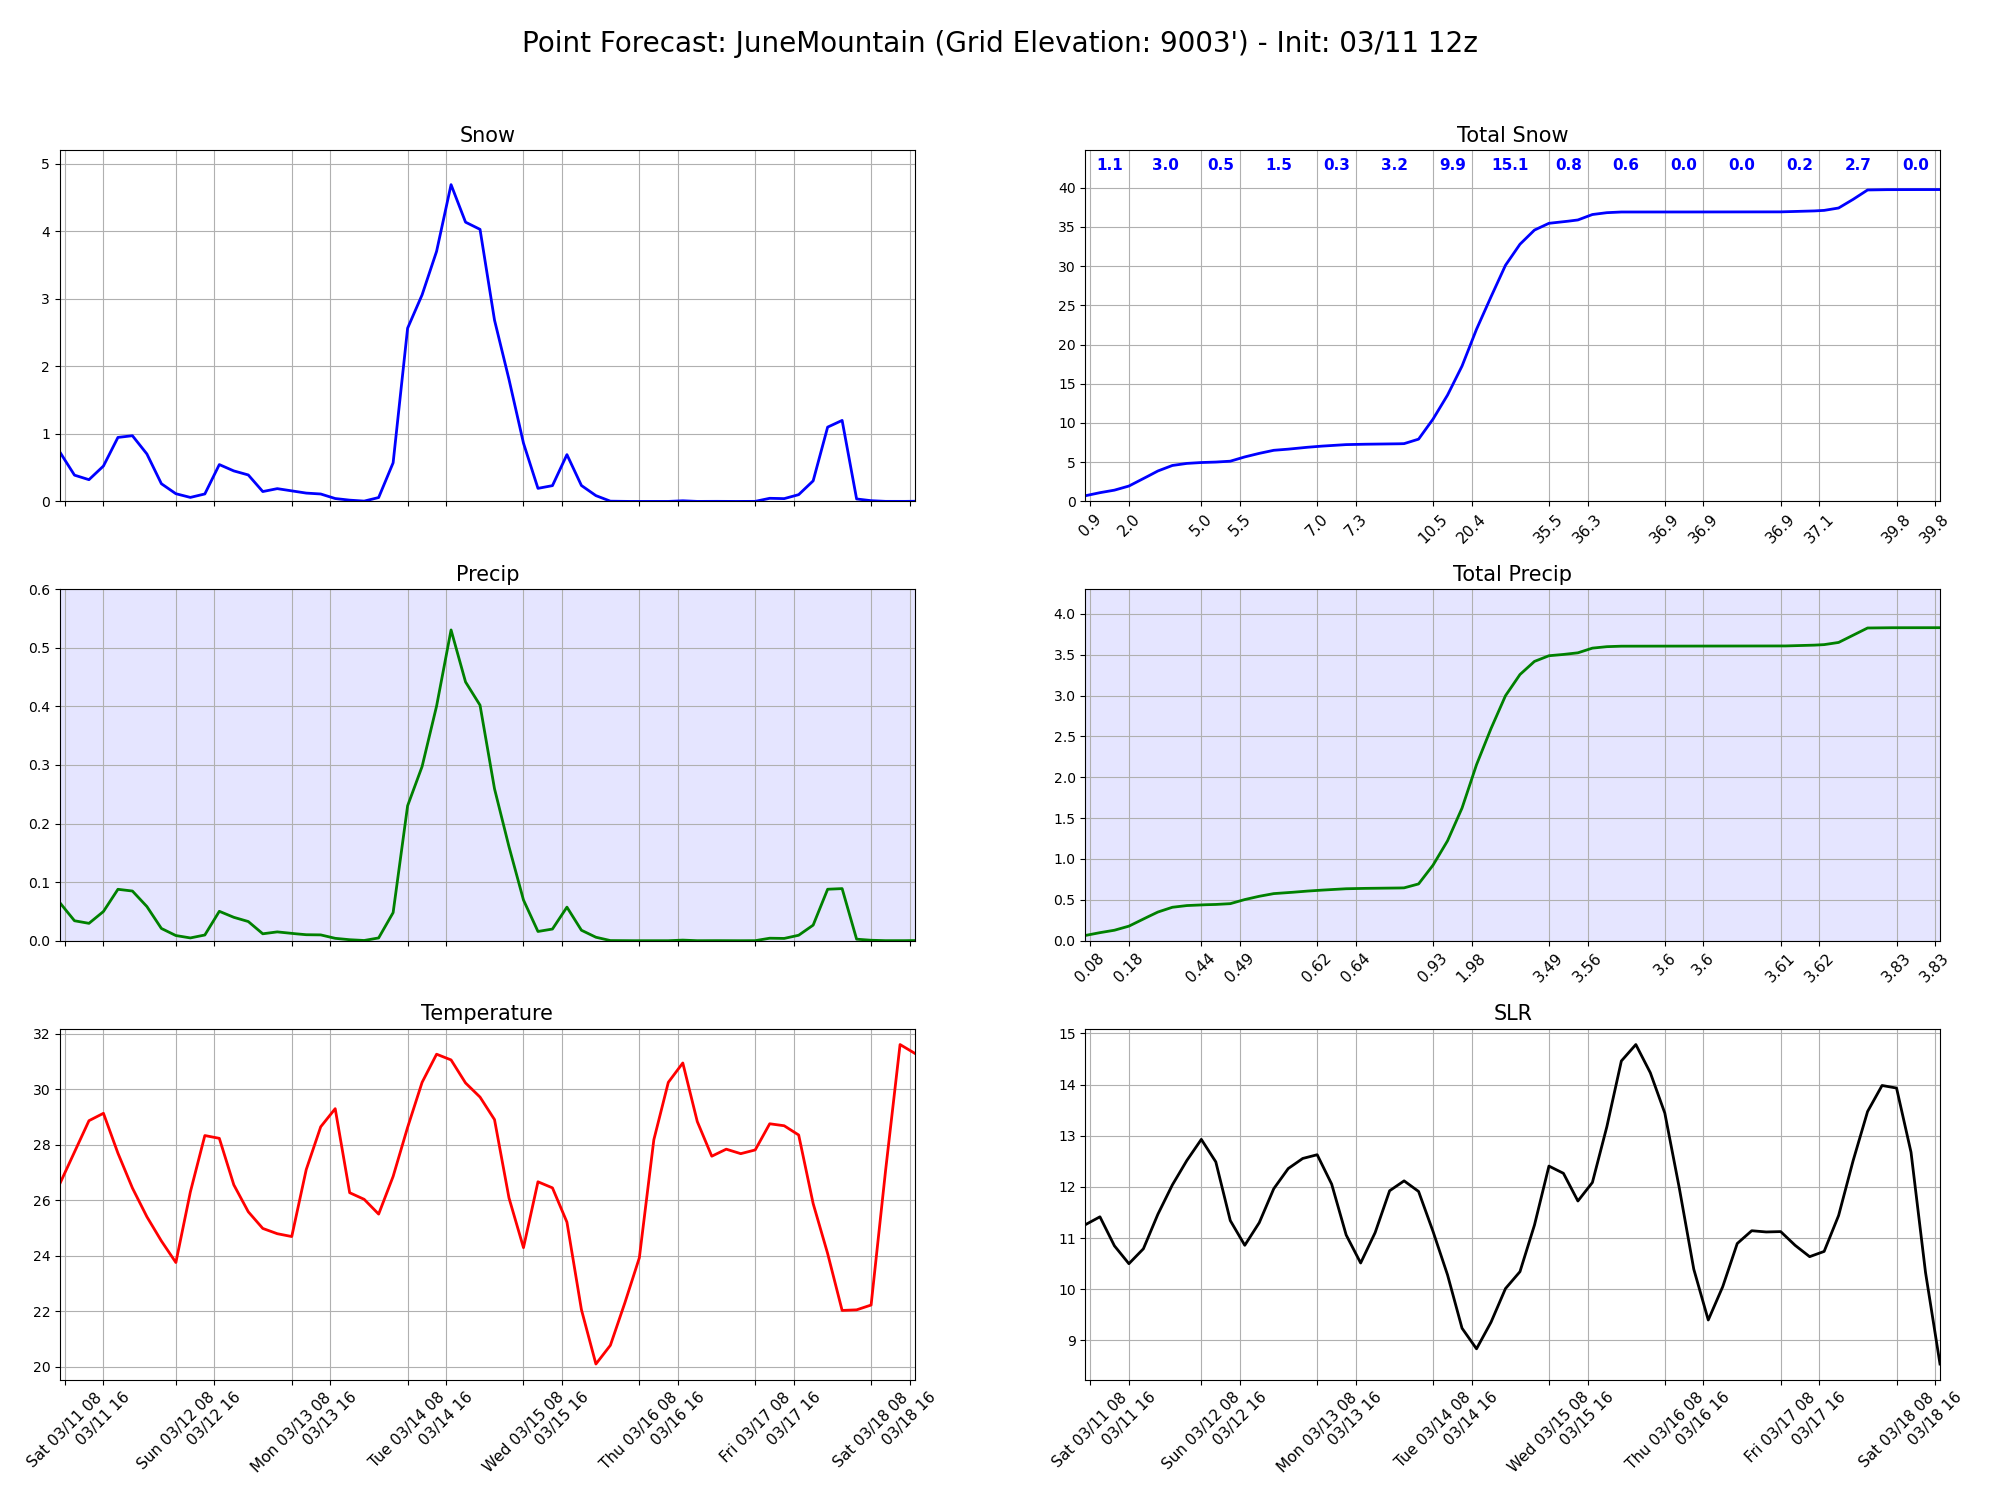 Point Forecast: JuneMountain (Grid Elevation: 9003') - Init: 03/11 12z
Snow
5
4
3
2
1
0
Total Snow
1.1 3.0 0.5 1.5 0.3 3.2 9.9 15.1 0.8 0.6 0.0 0.0 0.2 2.7 0.0
40
35
30
25
20
15
10
5
0
0.9 2.0 5.0 5.5 7.0 7.3 10.5 20.4 35.5 36.3 36.9 36.9 36.9 37.1 39.8 39.8
Precip
0.6
0.5
0.4
0.3
0.2
0.1
0.0
Total Precip
4.0
3.5
3.0
2.5
2.0
1.5
1.0
0.5
0.0
0.08 0.18 0.44 0.49 0.62 0.64 0.93 1.98 3.49 3.56 3.6 3.6 3.61 3.62 3.83 3.83
Temperature
32
30
28
26
24
22
20
Sat 03/11 08
03/11 16
Sun 03/12 08
03/12 16
Mon 03/13 08
03/13 16
Tue 03/14 08
03/14 16
Wed 03/15 08
03/15 16
Thu 03/16 08
03/16 16
Fri 03/17 08
03/17 16
Sat 03/18 08
03/18 16
SLR
15
14
13
12
11
10
9
Sat 03/11 08
03/11 16
Sun 03/12 08
03/12 16
Mon 03/13 08
03/13 16
Tue 03/14 08
03/14 16
Wed 03/15 08
03/15 16
Thu 03/16 08
03/16 16
Fri 03/17 08
03/17 16
Sat 03/18 08
03/18 16